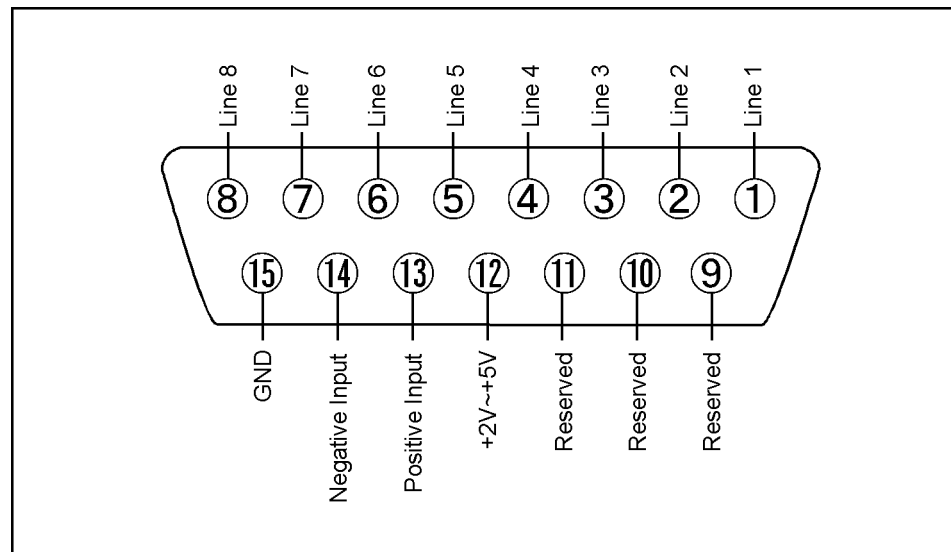 Line 8
Line 7
Line 6
Line 5
Line 4
Line 3
Line 2
Line 1
8
7
6
5
4
3
2
1
15
14
13
12
11
10
9
GND
Negative Input
Positive Input
+2V~+5V
Reserved
Reserved
Reserved